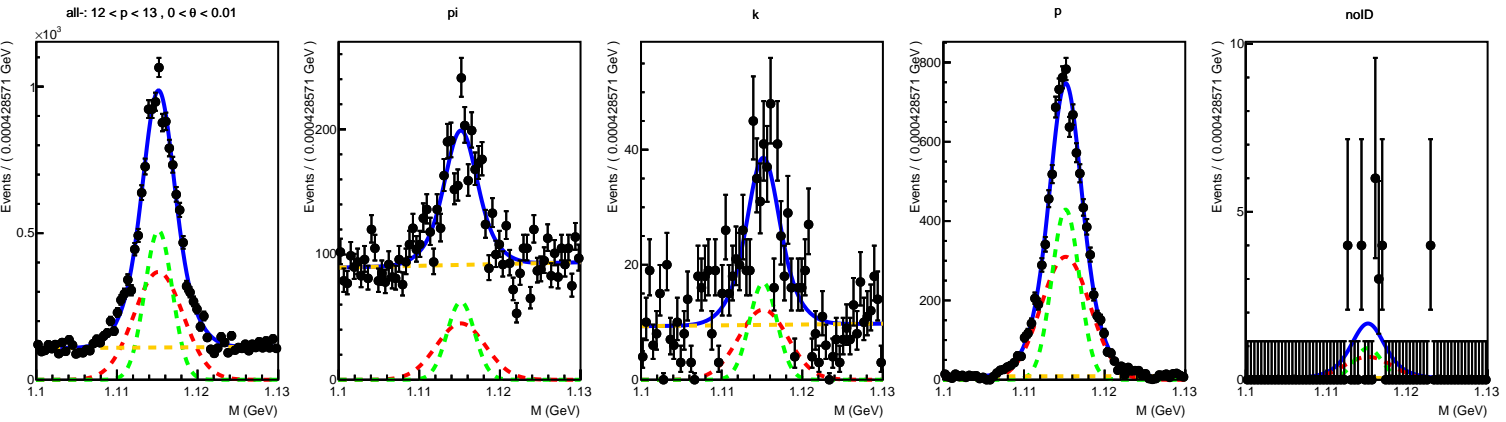 all-: 12 < p < 13 , 0 < θ < 0.01
×10³
Events / ( 0.000428571 GeV )
1
0.5
0
1.1
1.11
1.12
1.13
M (GeV)
pi
Events / ( 0.000428571 GeV )
200
100
0
1.1
1.11
1.12
1.13
M (GeV)
k
Events / ( 0.000428571 GeV )
40
20
0
1.1
1.11
1.12
1.13
M (GeV)
p
Events / ( 0.000428571 GeV )
800
600
400
200
0
1.1
1.11
1.12
1.13
M (GeV)
noID
Events / ( 0.000428571 GeV )
10
5
0
1.1
1.11
1.12
1.13
M (GeV)